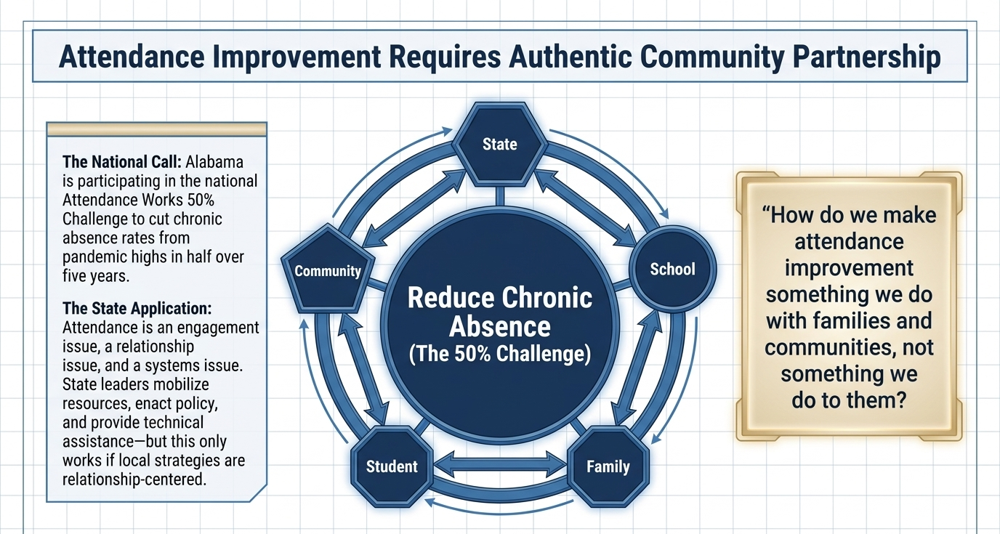 Attendance Improvement Requires Authentic Community Partnership
The National Call: Alabama
is participating in the national
Attendance Works 50%
Challenge to cut chronic
absence rates from
pandemic highs in half over
five years.
The State Application:
Attendance is an engagement
issue, a relationship
issue, and a systems issue.
State leaders mobilize
resources, enact policy,
and provide technical
assistance—but this only
works if local strategies are
relationship-centered.
State
Community
School
Reduce Chronic
Absence
(The 50% Challenge)
Student
Family
“How do we make
attendance
improvement
something we do
with families and
communities, not
something we
do to them?